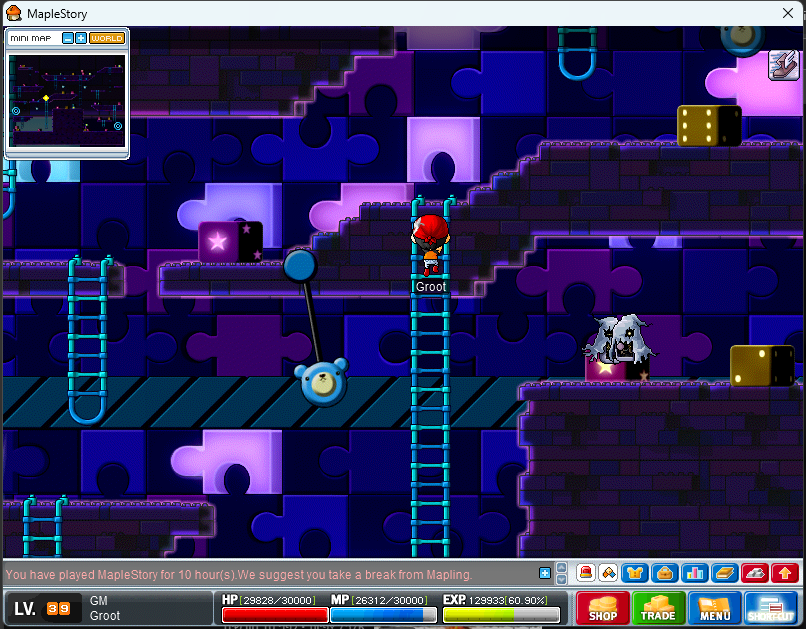 MapleStory
MINI MAP
WORLD
Groot
You have played MapleStory for 10 hour(s).We suggest you take a break from Mapling.
LV. 39
GM
Groot
HP[29828/30000] MP[26312/30000] EXP 129933[60.90%]
SHOP TRADE MENU SHORTCUT